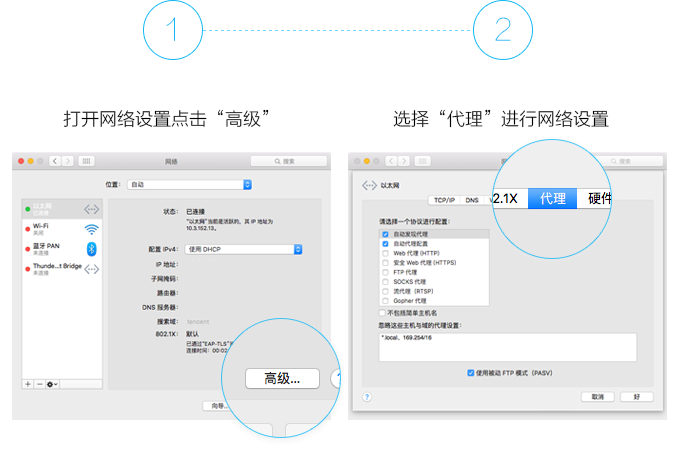 1
2
打开网络设置点击“高级”
选择“代理”进行网络设置
网络
搜索
位置：
自动
以太网
已连接
Wi-Fi
关闭
蓝牙 PAN
未连接
Thunde...t Bridge
未连接
状态：
已连接
“以太网”当前是活跃的，其 IP 地址为
10.3.152.13。
配置 IPv4：
使用 DHCP
IP 地址：
子网掩码：
路由器：
DNS 服务器：
搜索域：
tencent
802.1X：
默认
已通过“EAP-TLS”
连接时间：00:02
高级...
?
向导...
搜索
以太网
TCP/IP
DNS
2.1X
代理
硬件
请选择一个协议进行配置：
自动发现代理
自动代理配置
Web 代理 (HTTP)
安全 Web 代理 (HTTPS)
FTP 代理
SOCKS 代理
流代理（RTSP）
Gopher 代理
不包括简单主机名
忽略这些主机与域的代理设置：
*.local、169.254/16
使用被动 FTP 模式（PASV）
?
取消
好